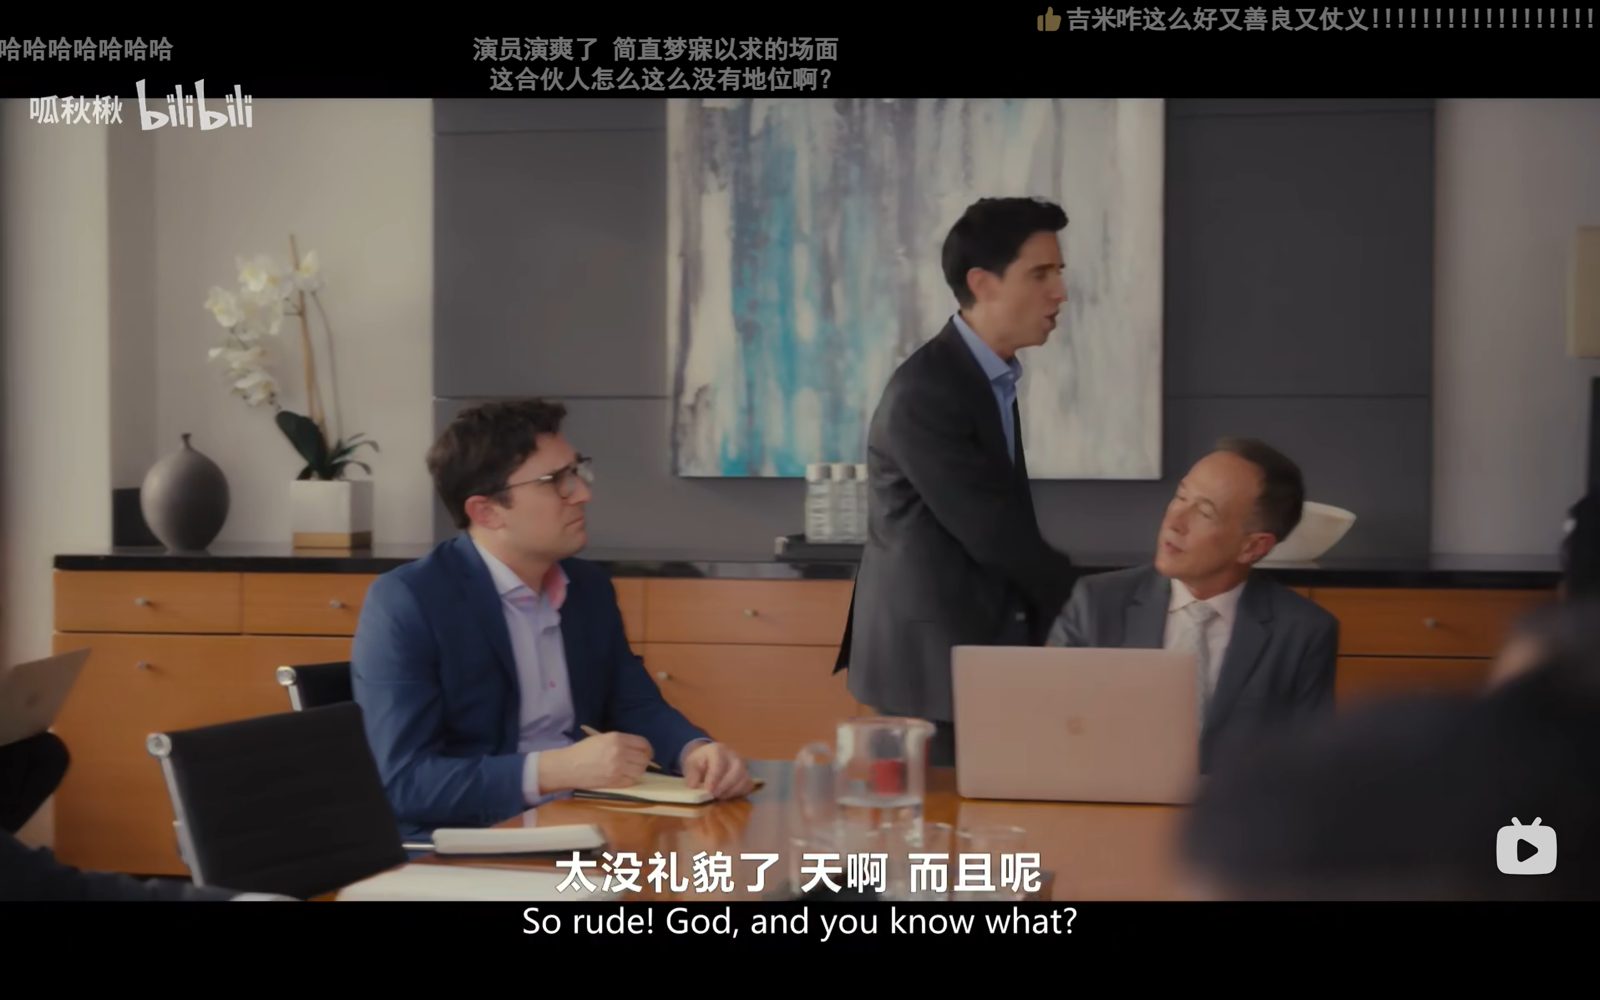 吉米咋这么好又善良又仗义!!!!!!!!!!!!!!!!!!
哈哈哈哈哈哈哈
演员演爽了 简直梦寐以求的场面
这合伙人怎么这么没有地位啊?
呱秋楸 bilibili
太没礼貌了 天啊 而且呢
So rude! God, and you know what?